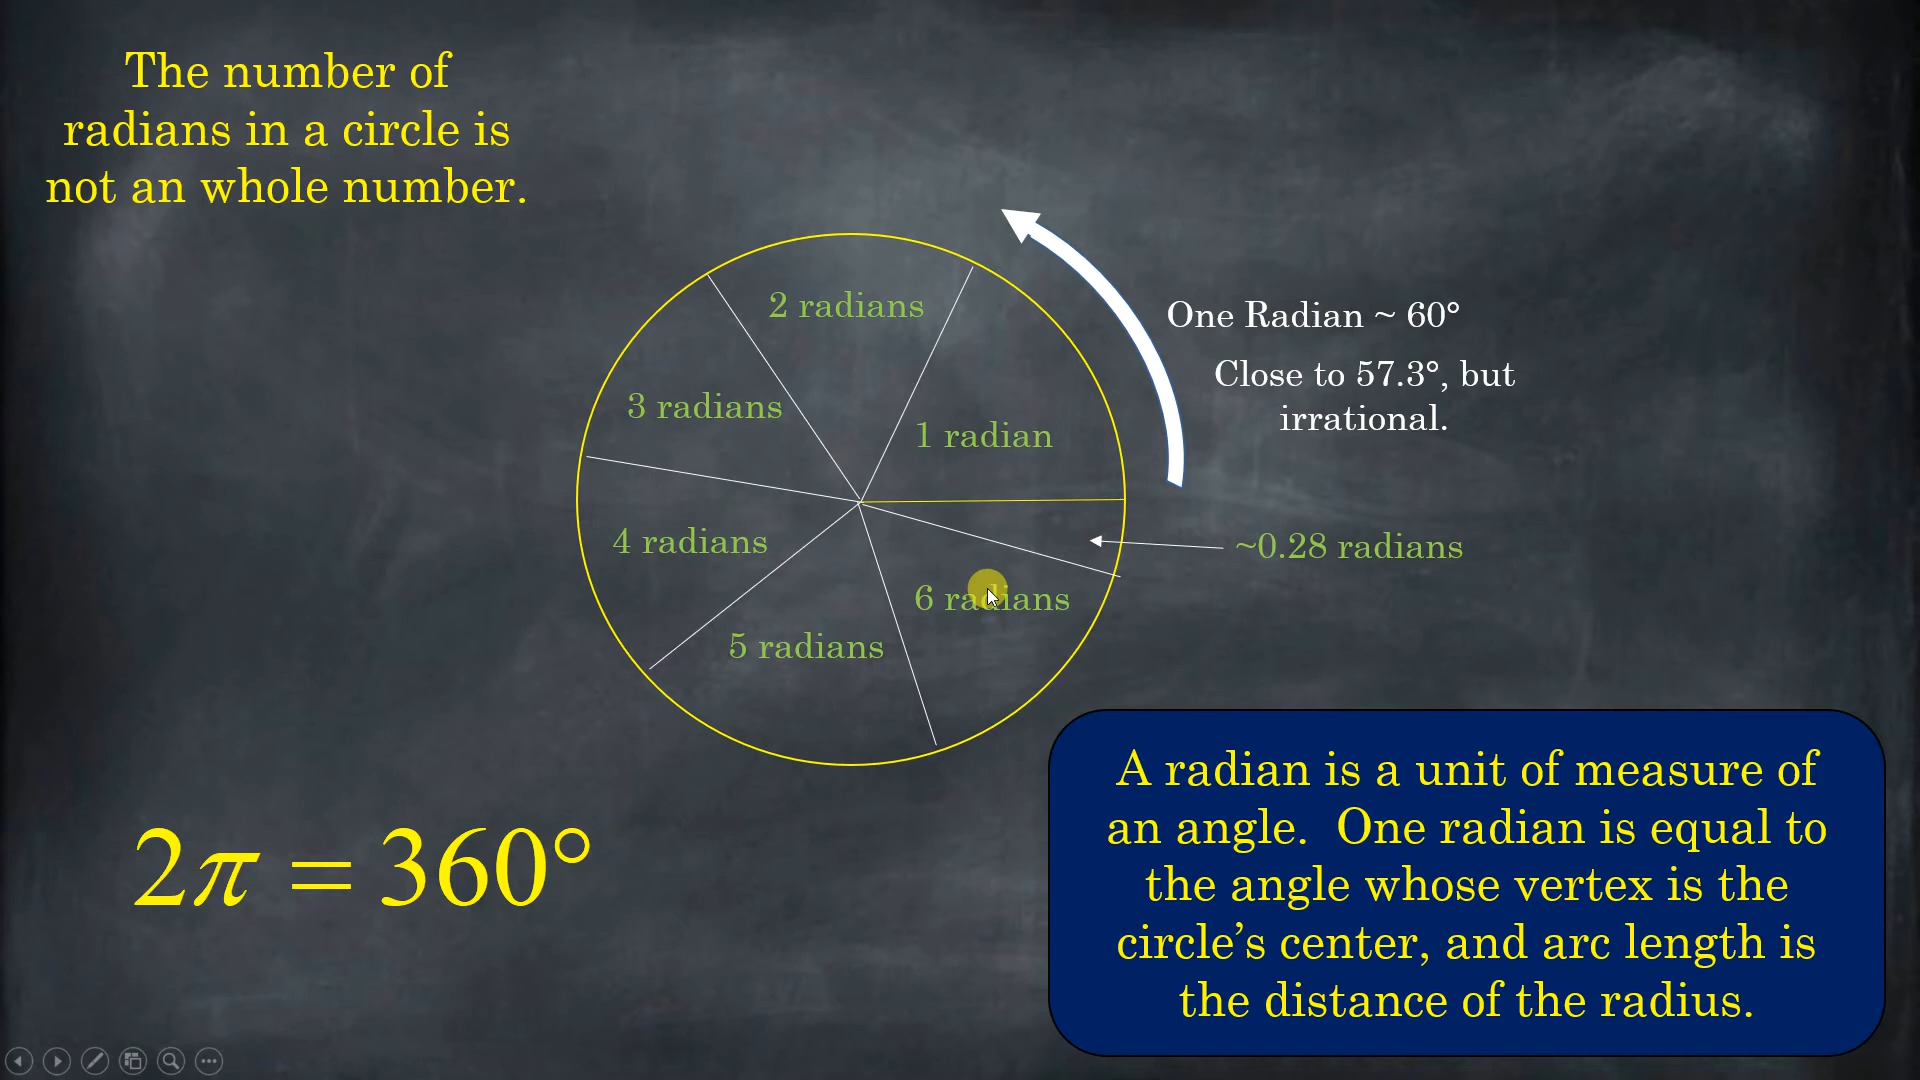 The number of
radians in a circle is
not an whole number.
2 radians
One Radian ~ 60°
Close to 57.3°, but
irrational.
3 radians
1 radian
4 radians
~0.28 radians
6 radians
5 radians
2π = 360°
A radian is a unit of measure of
an angle.  One radian is equal to
the angle whose vertex is the
circle’s center, and arc length is
the distance of the radius.